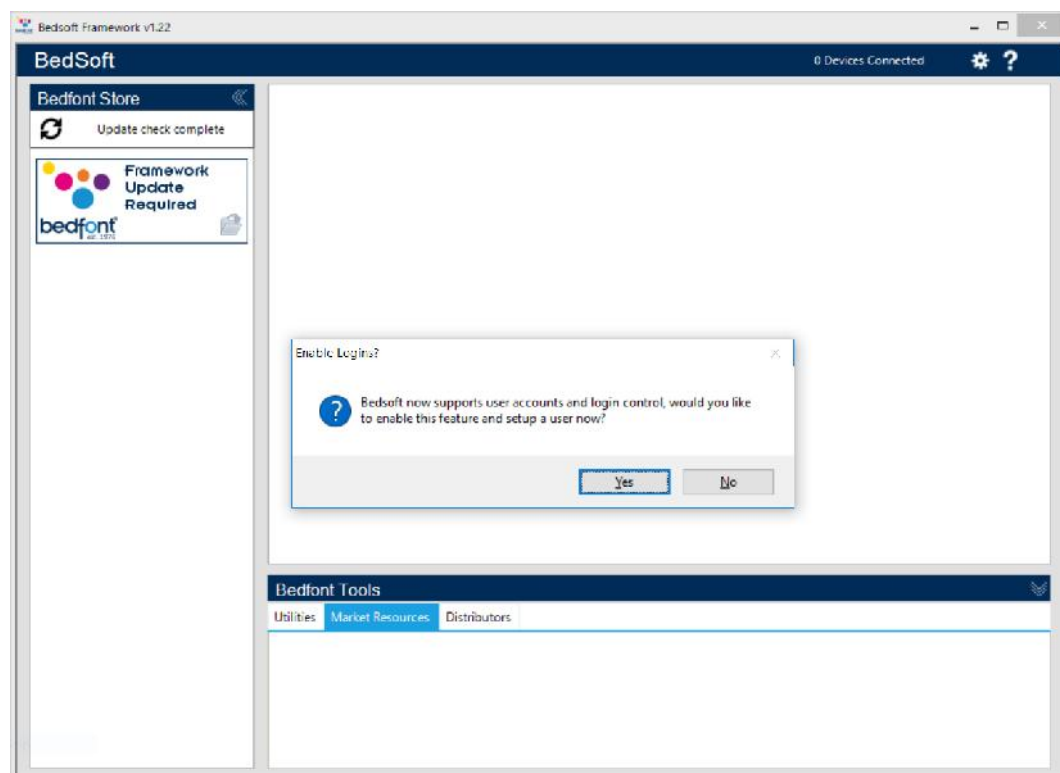 Bedsoft Framework v1.22
BedSoft
0 Devices Connected
?
Bedfont Store
Update check complete
Framework
Update
Required
bedfont
est. 1976
Enable Logins?
?
Bedsoft now supports user accounts and login control, would you like
to enable this feature and setup a user now?
Yes
No
Bedfont Tools
Utilities
Market Resources
Distributors